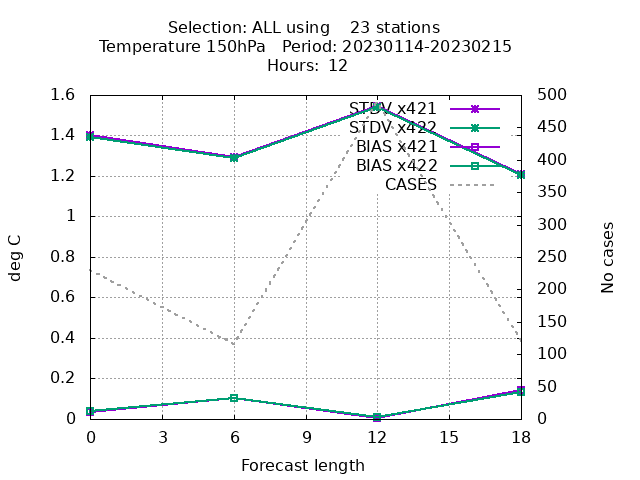 Selection: ALL using    23 stations
Temperature 150hPa   Period: 20230114-20230215
Hours: 12
1.6
1.4
1.2
1
0.8
0.6
0.4
0.2
0
deg C
STDV x421
STDV x422
BIAS x421
BIAS x422
CASES
500
450
400
350
300
250
200
150
100
50
0
No cases
0 3 6 9 12 15 18
Forecast length